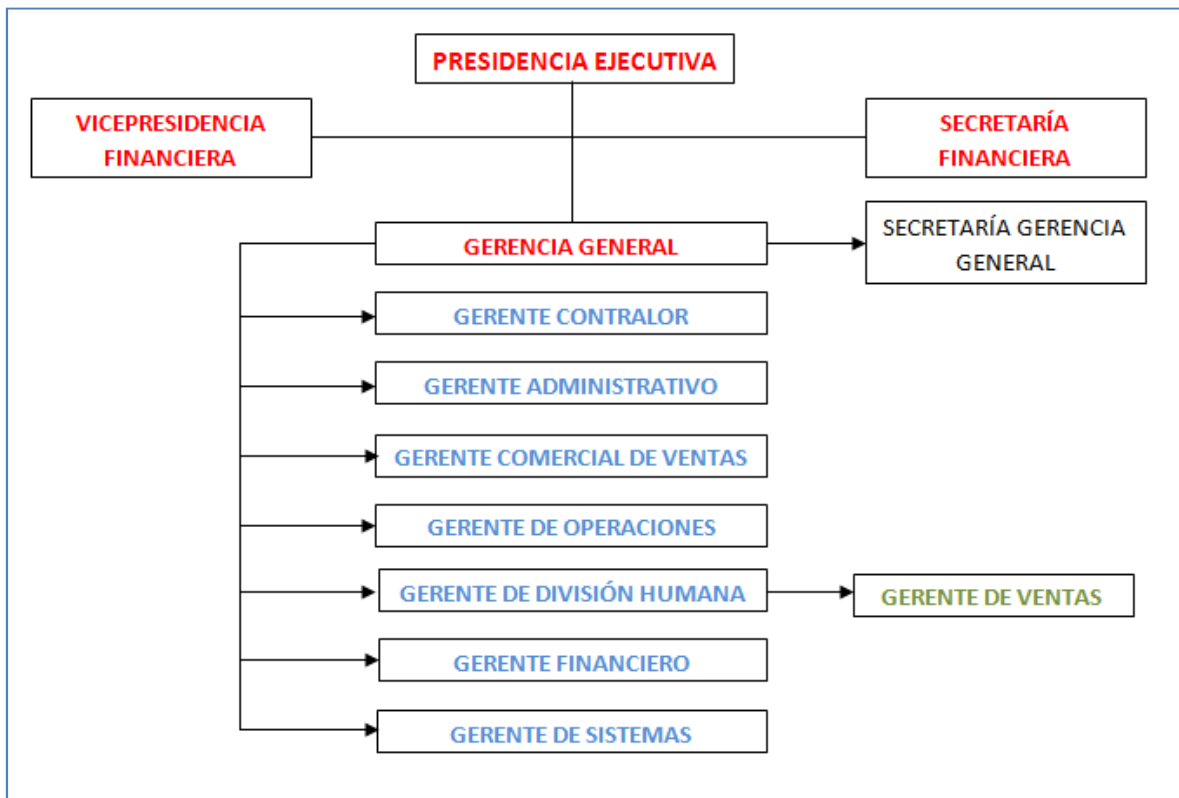 PRESIDENCIA EJECUTIVA
VICEPRESIDENCIA
FINANCIERA
SECRETARÍA
FINANCIERA
GERENCIA GENERAL
SECRETARÍA GERENCIA
GENERAL
GERENTE CONTRALOR
GERENTE ADMINISTRATIVO
GERENTE COMERCIAL DE VENTAS
GERENTE DE OPERACIONES
GERENTE DE DIVISIÓN HUMANA
GERENTE DE VENTAS
GERENTE FINANCIERO
GERENTE DE SISTEMAS